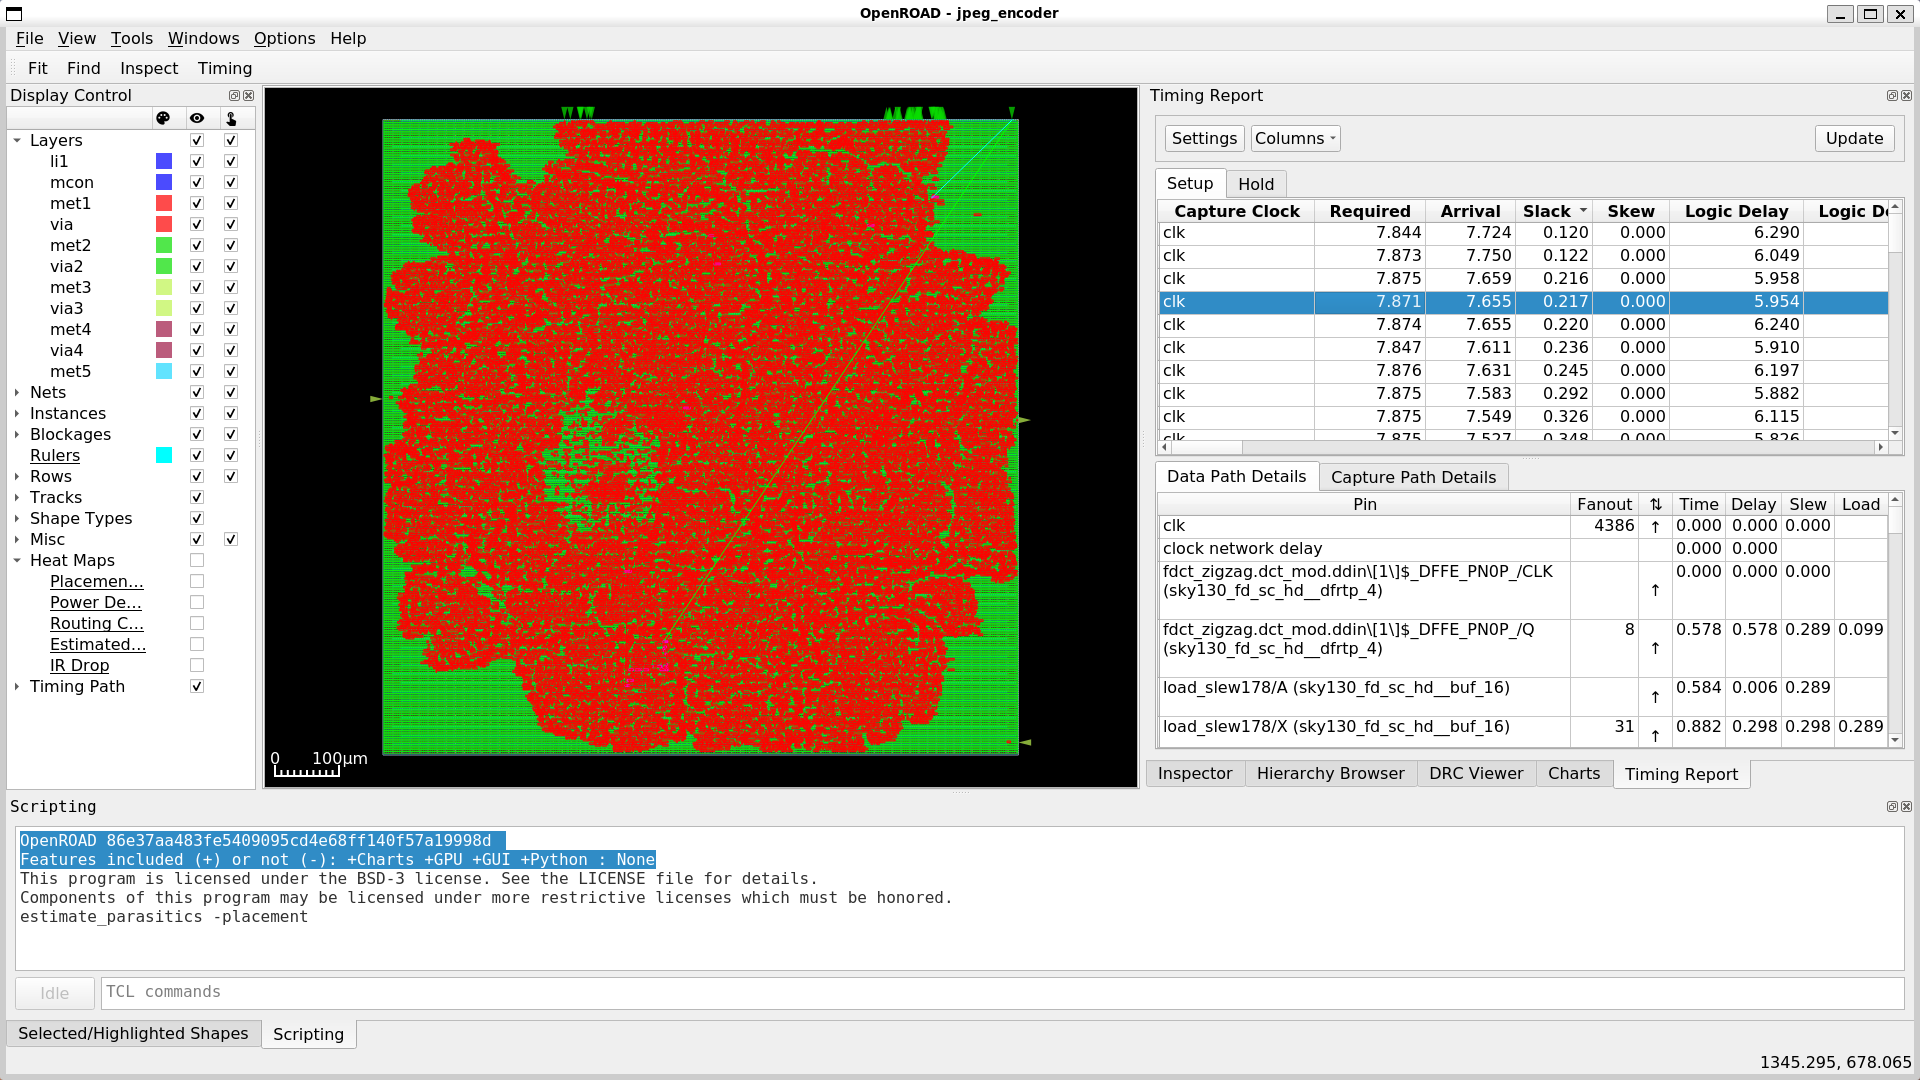 OpenROAD - jpeg_encoder
File View Tools Windows Options Help
Fit Find Inspect Timing
Display Control
Layers
li1
mcon
met1
via
met2
via2
met3
via3
met4
via4
met5
Nets
Instances
Blockages
Rulers
Rows
Tracks
Shape Types
Misc
Heat Maps
Placemen...
Power De...
Routing C...
Estimated...
IR Drop
Timing Path
0 100μm
Timing Report
Settings Columns Update
Setup Hold
Capture Clock Required Arrival Slack Skew Logic Delay Logic De
clk 7.844 7.724 0.120 0.000 6.290
clk 7.873 7.750 0.122 0.000 6.049
clk 7.875 7.659 0.216 0.000 5.958
clk 7.871 7.655 0.217 0.000 5.954
clk 7.874 7.655 0.220 0.000 6.240
clk 7.847 7.611 0.236 0.000 5.910
clk 7.876 7.631 0.245 0.000 6.197
clk 7.875 7.583 0.292 0.000 5.882
clk 7.875 7.549 0.326 0.000 6.115
clk 7.875 7.527 0.348 0.000 5.826
Data Path Details Capture Path Details
Pin Fanout ⇅ Time Delay Slew Load
clk 4386 ↑ 0.000 0.000 0.000
clock network delay 0.000 0.000
fdct_zigzag.dct_mod.ddin\[1\]$_DFFE_PN0P_/CLK 0.000 0.000 0.000
(sky130_fd_sc_hd__dfrtp_4) ↑
fdct_zigzag.dct_mod.ddin\[1\]$_DFFE_PN0P_/Q 8 0.578 0.578 0.289 0.099
(sky130_fd_sc_hd__dfrtp_4) ↑
load_slew178/A (sky130_fd_sc_hd__buf_16) ↑ 0.584 0.006 0.289
load_slew178/X (sky130_fd_sc_hd__buf_16) 31 ↑ 0.882 0.298 0.298 0.289
Inspector Hierarchy Browser DRC Viewer Charts Timing Report
Scripting
OpenROAD 86e37aa483fe5409095cd4e68ff140f57a19998d
Features included (+) or not (-): +Charts +GPU +GUI +Python : None
This program is licensed under the BSD-3 license. See the LICENSE file for details.
Components of this program may be licensed under more restrictive licenses which must be honored.
estimate_parasitics -placement
Idle TCL commands
Selected/Highlighted Shapes Scripting
1345.295, 678.065